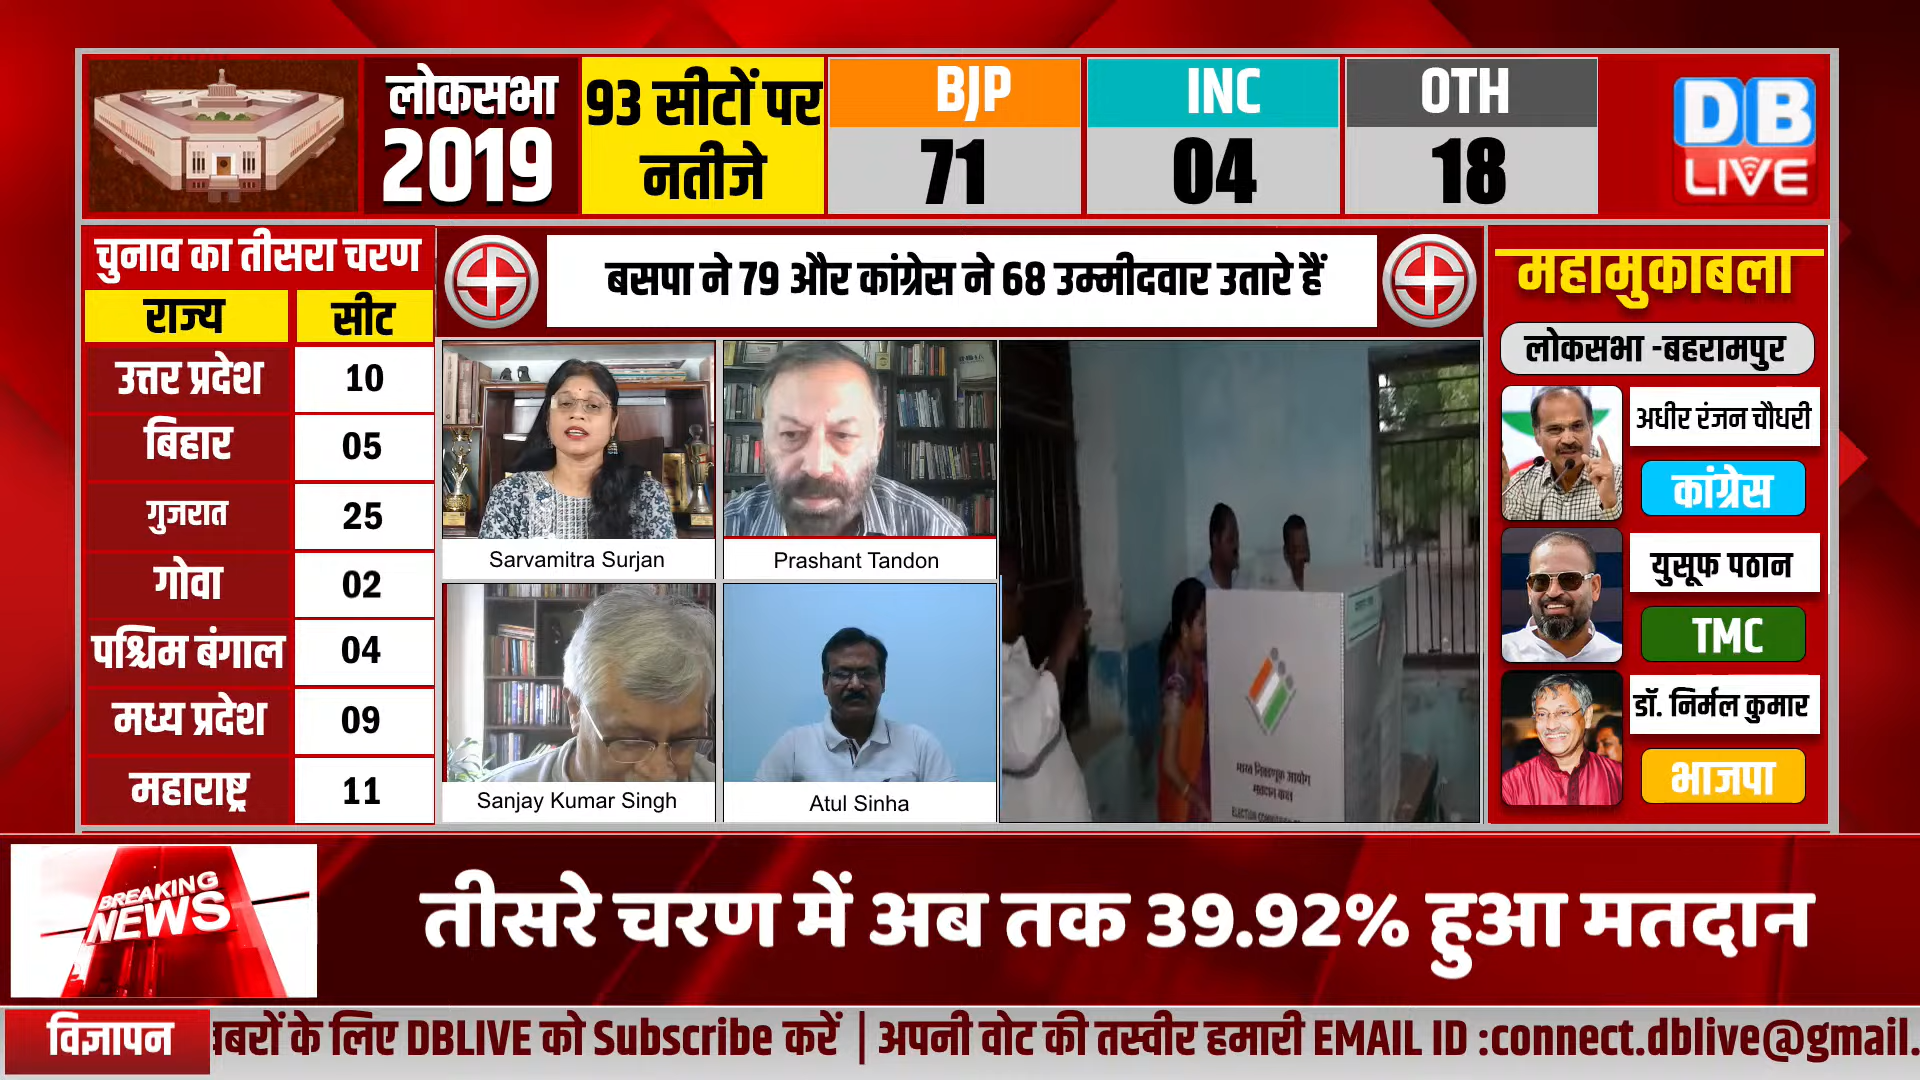 लोकसभा
2019
93 सीटों पर
नतीजे
BJP
71
INC
04
OTH
18
DB
LIVE
चुनाव का तीसरा चरण
राज्य सीट
उत्तर प्रदेश 10
बिहार 05
गुजरात 25
गोवा 02
पश्चिम बंगाल 04
मध्य प्रदेश 09
महाराष्ट्र 11
बसपा ने 79 और कांग्रेस ने 68 उम्मीदवार उतारे हैं
Sarvamitra Surjan
Prashant Tandon
Sanjay Kumar Singh
Atul Sinha
मतदान कक्ष
महामुकाबला
लोकसभा -बहरामपुर
अधीर रंजन चौधरी
कांग्रेस
युसूफ पठान
TMC
डॉ. निर्मल कुमार
भाजपा
BREAKING
NEWS
तीसरे चरण में अब तक 39.92% हुआ मतदान
विज्ञापन
के लिए DBLIVE को Subscribe करें | अपनी वोट की तस्वीर हमारी EMAIL ID :connect.dblive@gmail.